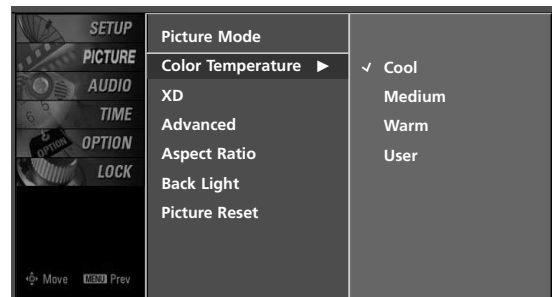 SETUP
PICTURE
AUDIO
TIME
OPTION
LOCK
Move MENU Prev
Picture Mode
Color Temperature ►
XD
Advanced
Aspect Ratio
Back Light
Picture Reset
✓ Cool
Medium
Warm
User